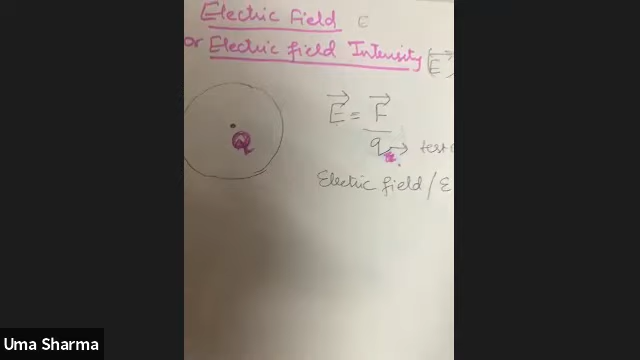 Electric Field E
or Electric field Intensity (E
Q
E = F
q → test
Electric field / E
Uma Sharma